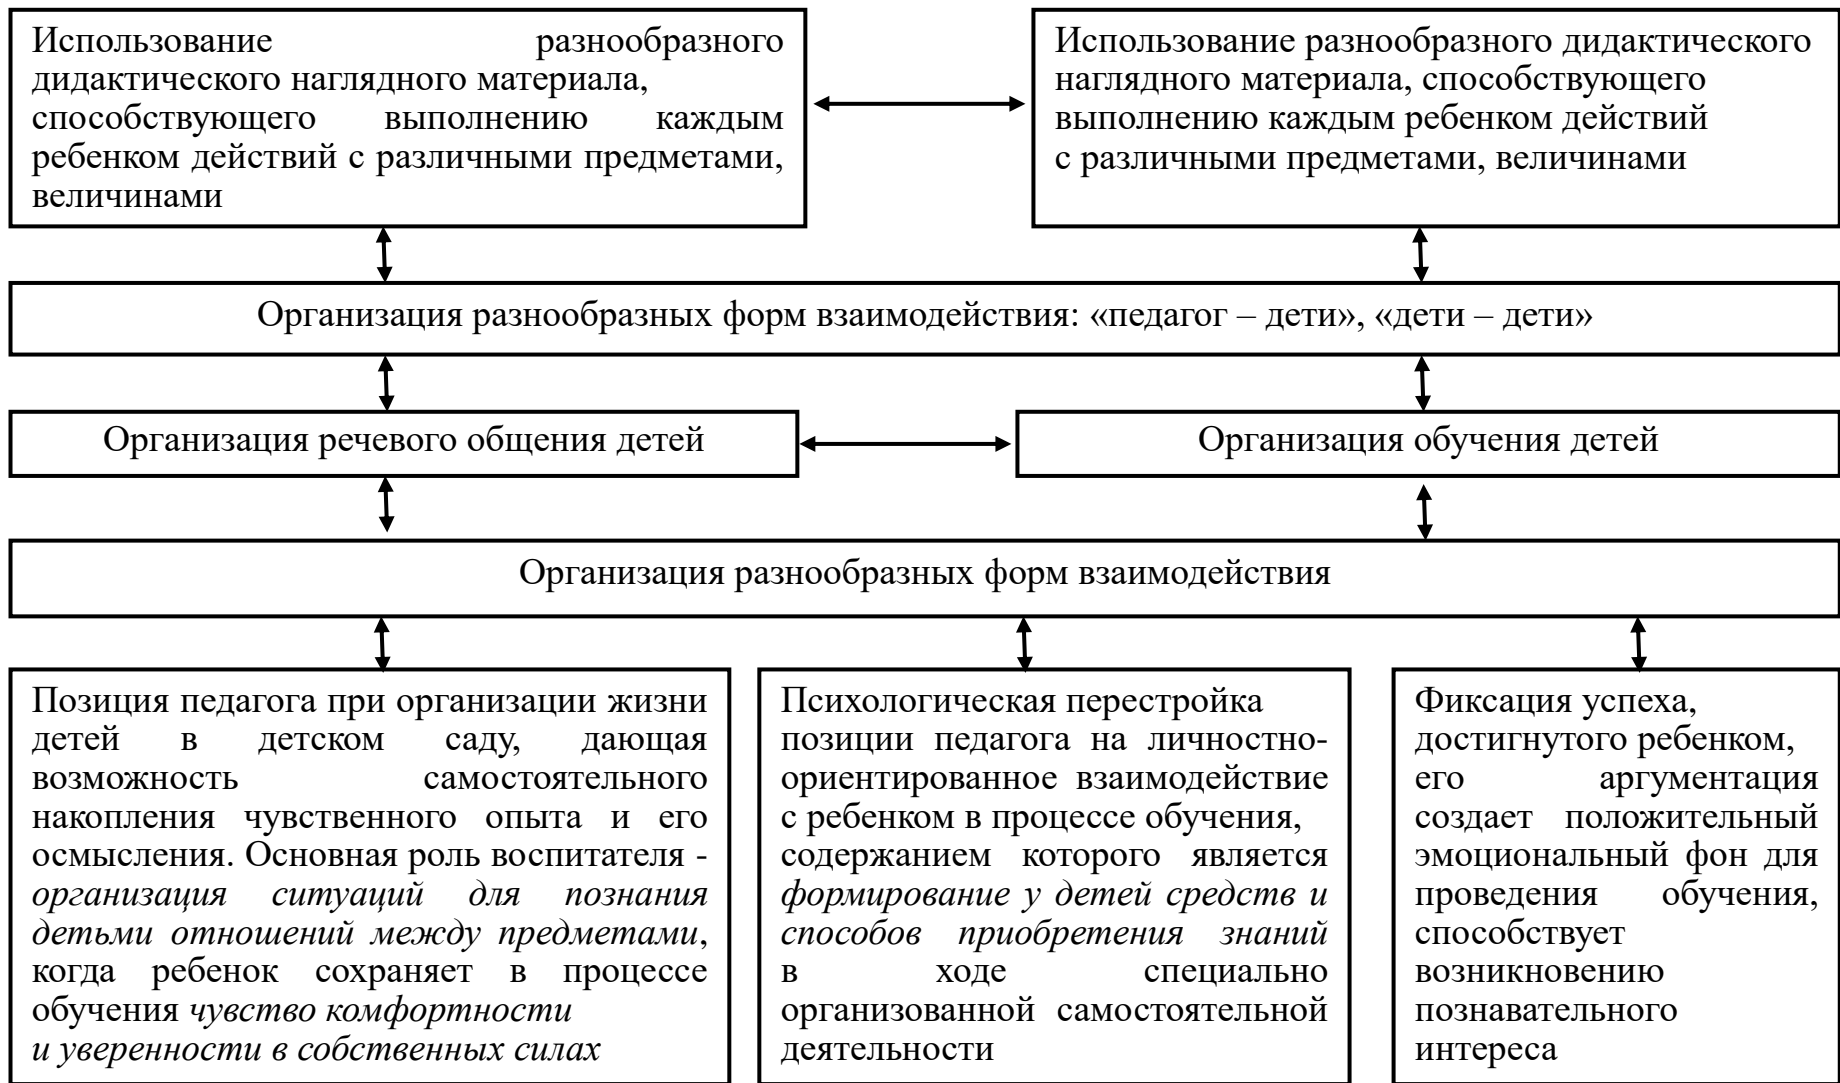 Использование разнообразного
дидактического наглядного материала,
способствующего выполнению каждым
ребенком действий с различными предметами,
величинами
Использование разнообразного дидактического
наглядного материала, способствующего
выполнению каждым ребенком действий
с различными предметами, величинами
Организация разнообразных форм взаимодействия: «педагог – дети», «дети – дети»
Организация речевого общения детей
Организация обучения детей
Организация разнообразных форм взаимодействия
Позиция педагога при организации жизни
детей в детском саду, дающая
возможность самостоятельного
накопления чувственного опыта и его
осмысления. Основная роль воспитателя -
организация ситуаций для познания
детьми отношений между предметами,
когда ребенок сохраняет в процессе
обучения чувство комфортности
и уверенности в собственных силах
Психологическая перестройка
позиции педагога на личностно-
ориентированное взаимодействие
с ребенком в процессе обучения,
содержанием которого является
формирование у детей средств и
способов приобретения знаний
в ходе специально
организованной самостоятельной
деятельности
Фиксация успеха,
достигнутого ребенком,
его аргументация
создает положительный
эмоциональный фон для
проведения обучения,
способствует
возникновению
познавательного
интереса